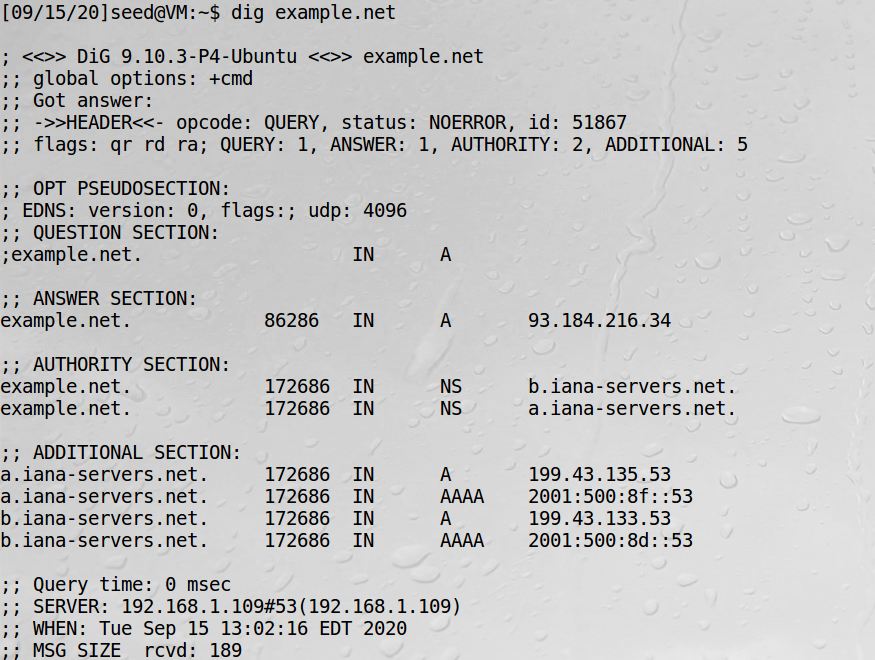 [09/15/20]seed@VM:~$ dig example.net

; <<>> DiG 9.10.3-P4-Ubuntu <<>> example.net
;; global options: +cmd
;; Got answer:
;; ->>HEADER<<- opcode: QUERY, status: NOERROR, id: 51867
;; flags: qr rd ra; QUERY: 1, ANSWER: 1, AUTHORITY: 2, ADDITIONAL: 5

;; OPT PSEUDOSECTION:
; EDNS: version: 0, flags:; udp: 4096
;; QUESTION SECTION:
;example.net.                   IN      A

;; ANSWER SECTION:
example.net.            86286   IN      A       93.184.216.34

;; AUTHORITY SECTION:
example.net.            172686  IN      NS      b.iana-servers.net.
example.net.            172686  IN      NS      a.iana-servers.net.

;; ADDITIONAL SECTION:
a.iana-servers.net.     172686  IN      A       199.43.135.53
a.iana-servers.net.     172686  IN      AAAA    2001:500:8f::53
b.iana-servers.net.     172686  IN      A       199.43.133.53
b.iana-servers.net.     172686  IN      AAAA    2001:500:8d::53

;; Query time: 0 msec
;; SERVER: 192.168.1.109#53(192.168.1.109)
;; WHEN: Tue Sep 15 13:02:16 EDT 2020
;; MSG SIZE  rcvd: 189